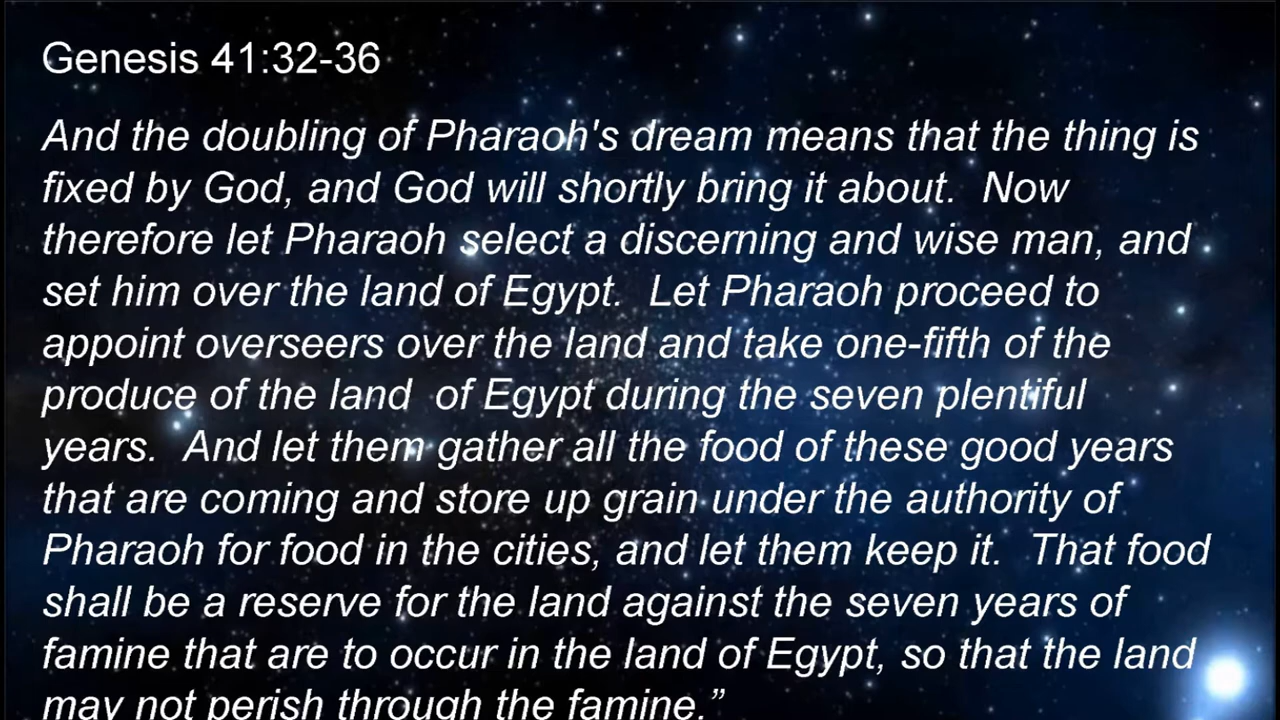 Genesis 41:32-36
And the doubling of Pharaoh's dream means that the thing is
fixed by God, and God will shortly bring it about.  Now
therefore let Pharaoh select a discerning and wise man, and
set him over the land of Egypt.  Let Pharaoh proceed to
appoint overseers over the land and take one-fifth of the
produce of the land  of Egypt during the seven plentiful
years.  And let them gather all the food of these good years
that are coming and store up grain under the authority of
Pharaoh for food in the cities, and let them keep it.  That food
shall be a reserve for the land against the seven years of
famine that are to occur in the land of Egypt, so that the land
may not perish through the famine.”